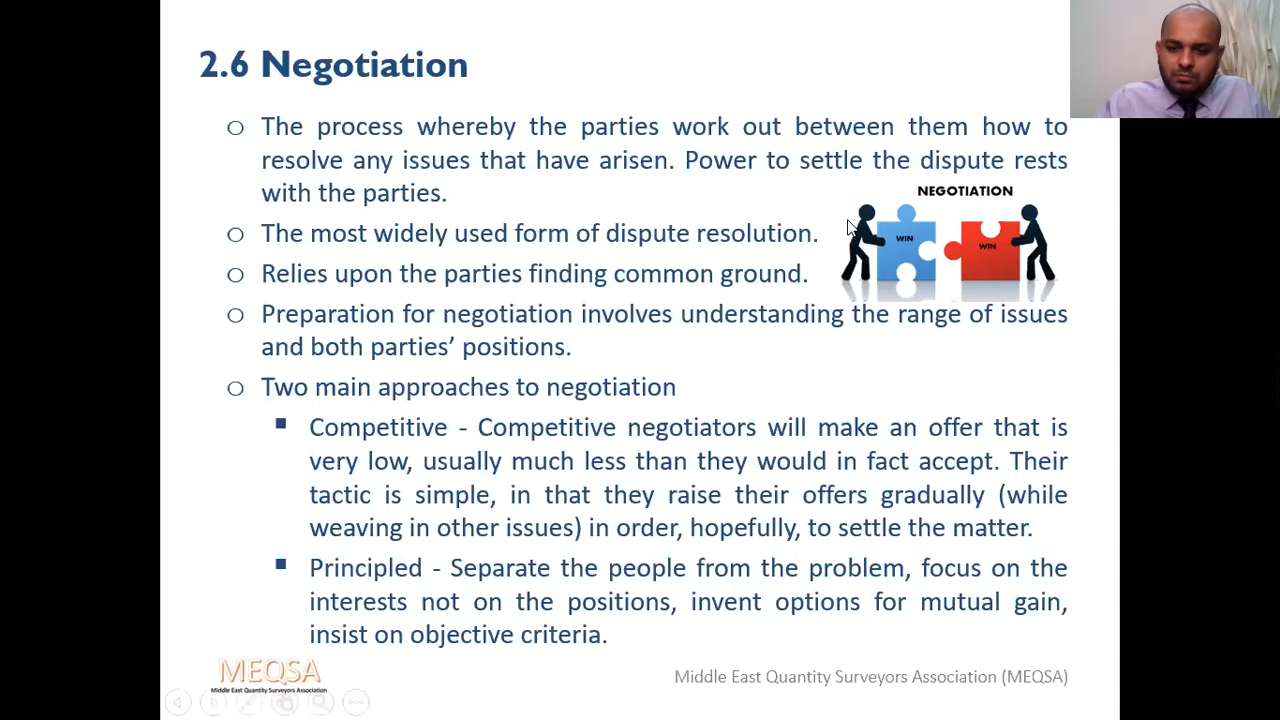 2.6 Negotiation
o The process whereby the parties work out between them how to
resolve any issues that have arisen. Power to settle the dispute rests
with the parties.
NEGOTIATION
WIN
WIN
o The most widely used form of dispute resolution.
o Relies upon the parties finding common ground.
o Preparation for negotiation involves understanding the range of issues
and both parties’ positions.
o Two main approaches to negotiation
▪ Competitive - Competitive negotiators will make an offer that is
very low, usually much less than they would in fact accept. Their
tactic is simple, in that they raise their offers gradually (while
weaving in other issues) in order, hopefully, to settle the matter.
▪ Principled - Separate the people from the problem, focus on the
interests not on the positions, invent options for mutual gain,
insist on objective criteria.
MEQSA
Middle East Quantity Surveyors Association
Middle East Quantity Surveyors Association (MEQSA)